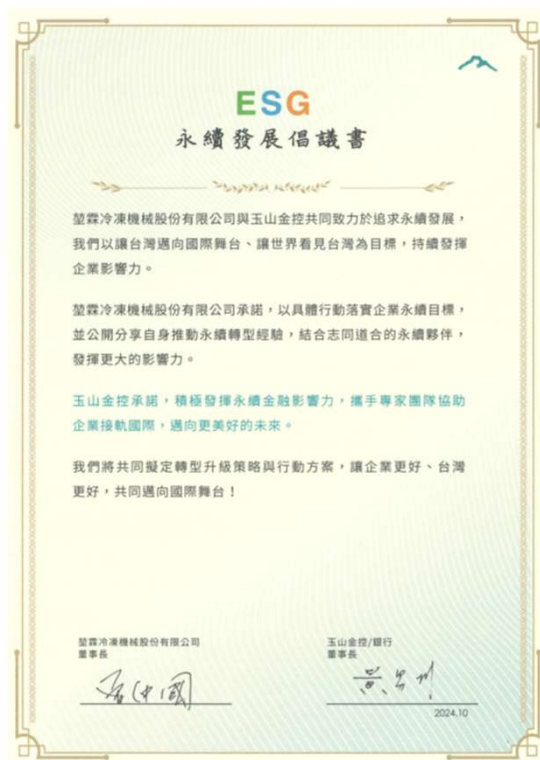 ESG
永續發展倡議書
堃霖冷凍機械股份有限公司與玉山金控共同致力於追求永續發展，
我們以讓台灣邁向國際舞台、讓世界看見台灣為目標，持續發揮
企業影響力。
堃霖冷凍機械股份有限公司承諾，以具體行動落實企業永續目標，
並公開分享自身推動永續轉型經驗，結合志同道合的永續夥伴，
發揮更大的影響力。
玉山金控承諾，積極發揮永續金融影響力，攜手專家團隊協助
企業接軌國際，邁向更美好的未來。
我們將共同擬定轉型升級策略與行動方案，讓企業更好、台灣
更好，共同邁向國際舞台！
堃霖冷凍機械股份有限公司
董事長
玉山金控/銀行
董事長
2024.10